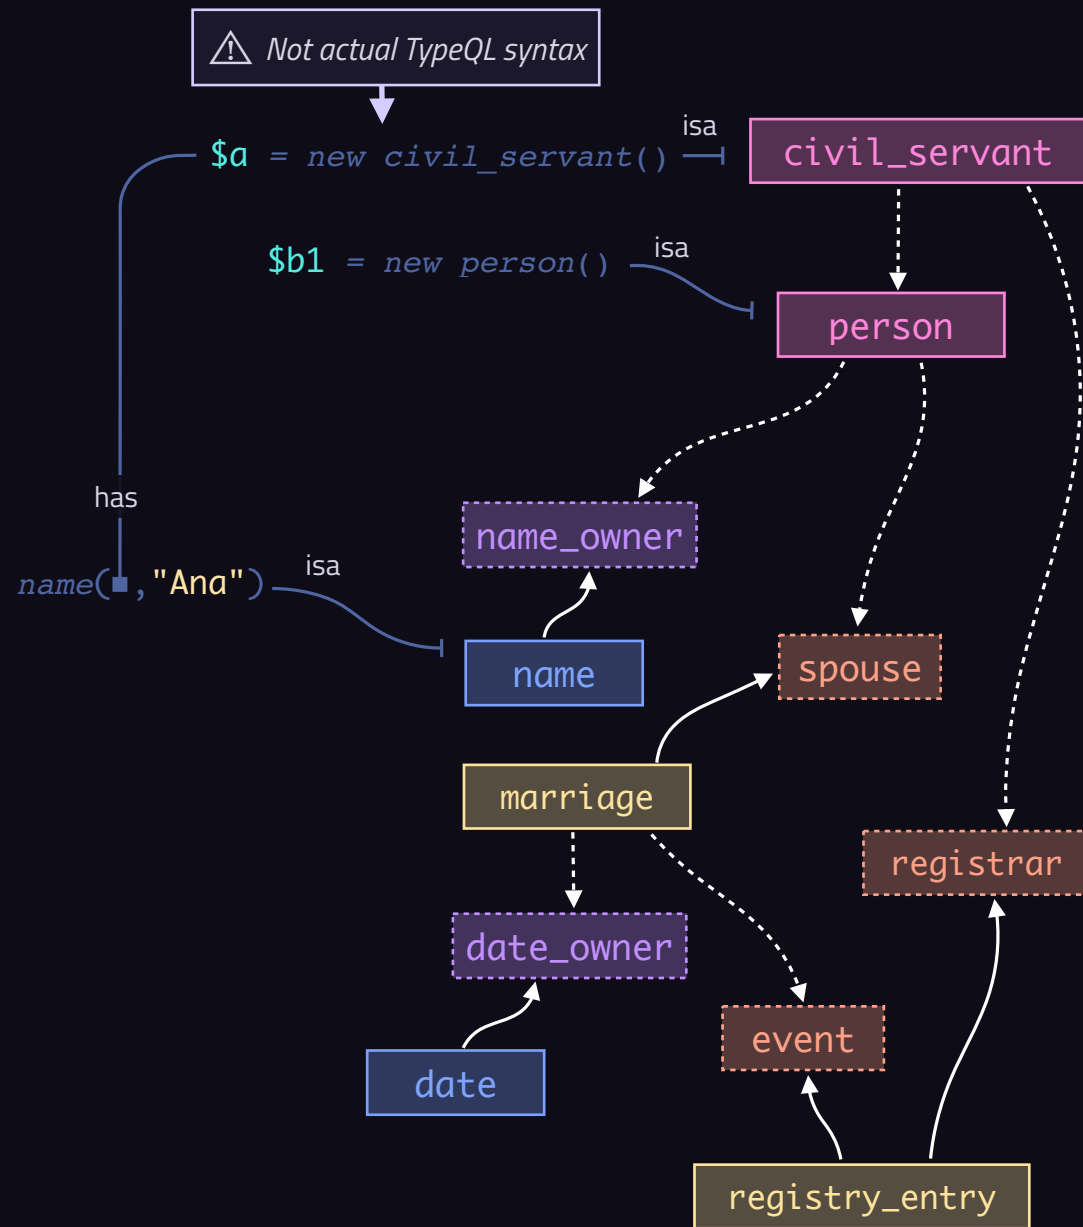 ⚠ Not actual TypeQL syntax
isa
$a = new civil_servant()
civil_servant
isa
$b1 = new person()
person
has
name_owner
isa
name(■,"Ana")
name
spouse
marriage
registrar
date_owner
event
date
registry_entry